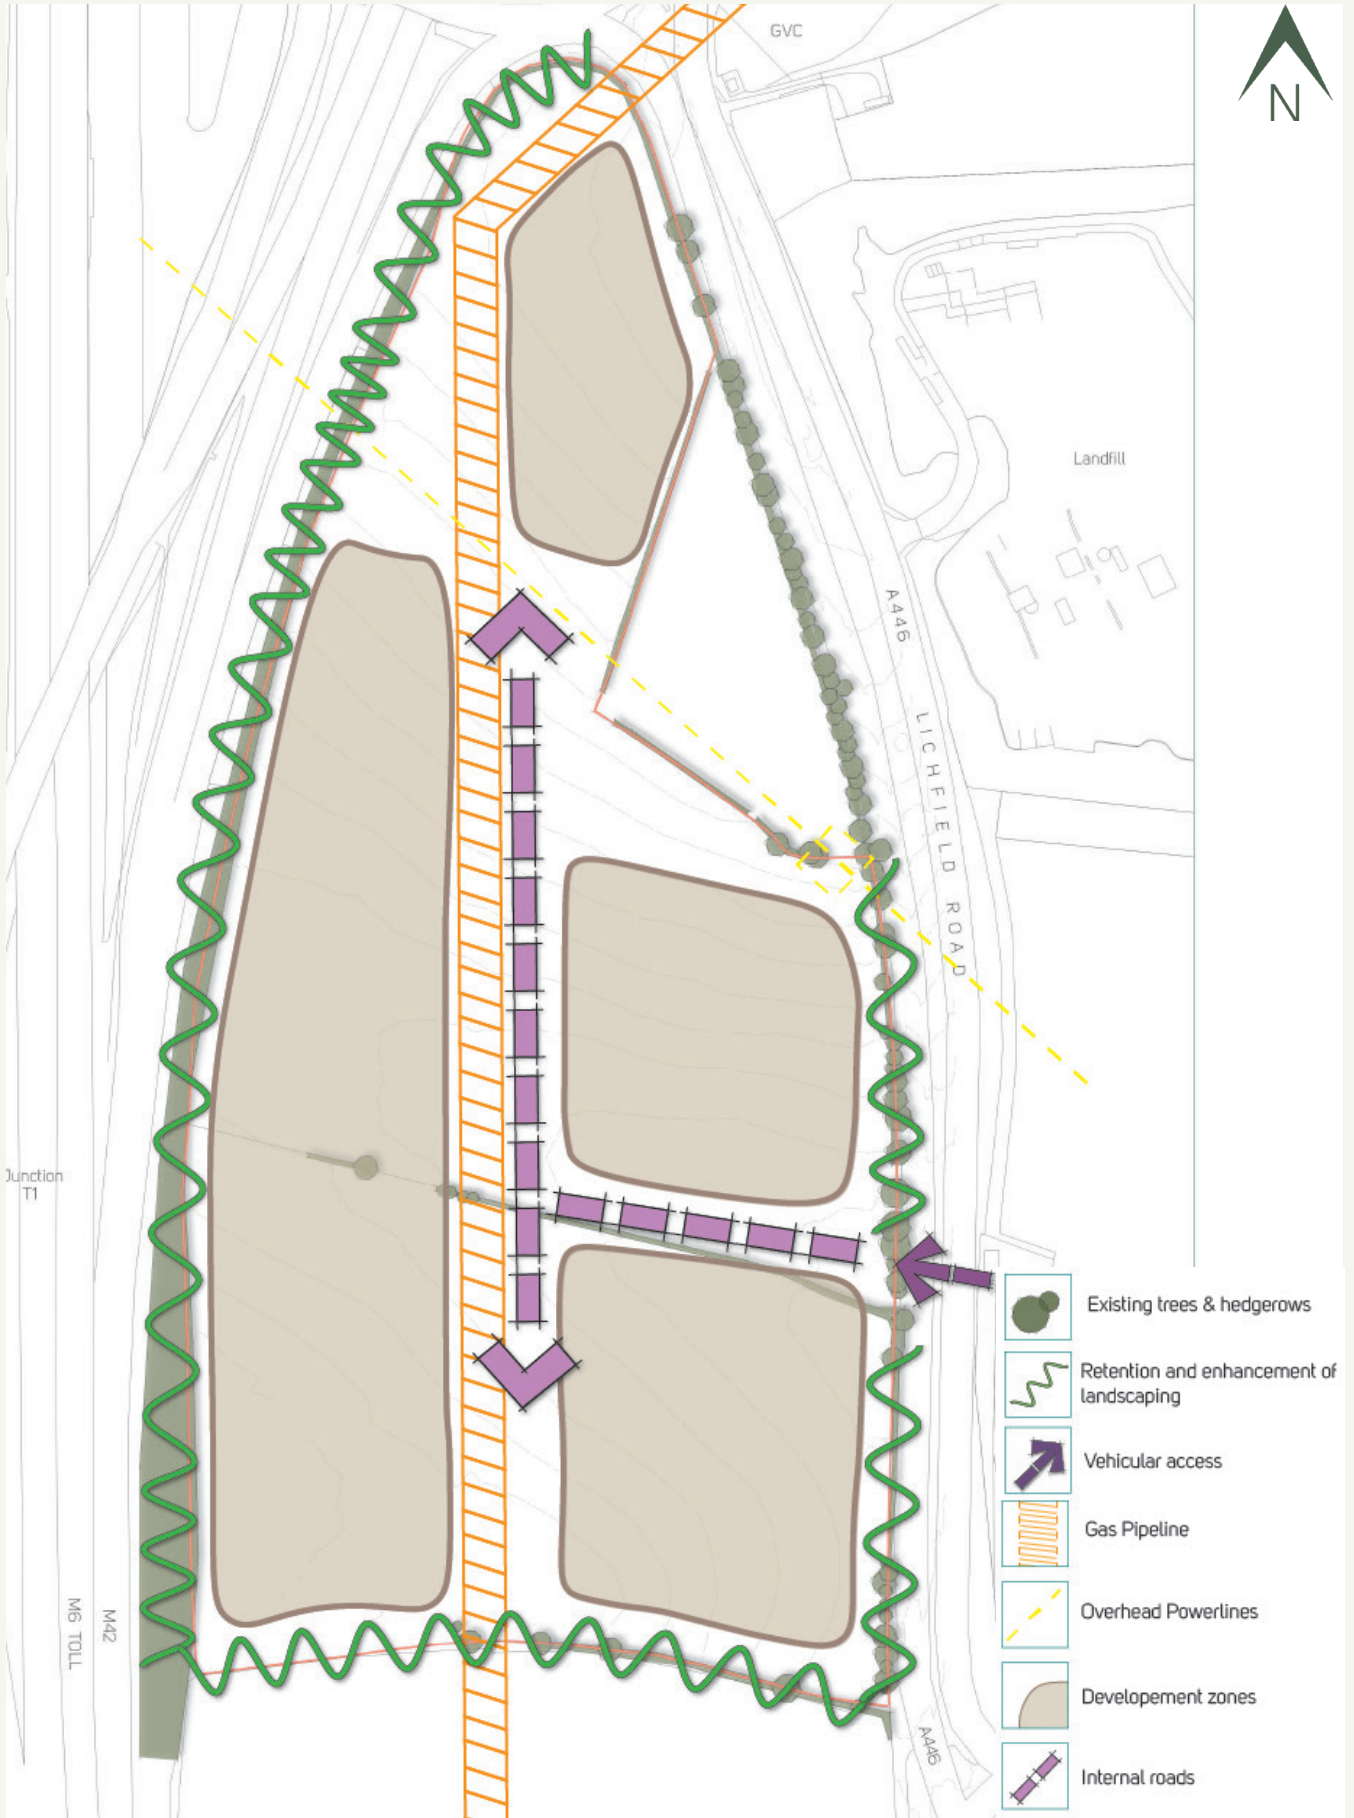 GVC
N
Landfill
A446
LICHFIELD ROAD
Junction
T1
Existing trees & hedgerows
Retention and enhancement of
landscaping
Vehicular access
Gas Pipeline
Overhead Powerlines
Developement zones
Internal roads
M6 TOLL
M42
A446